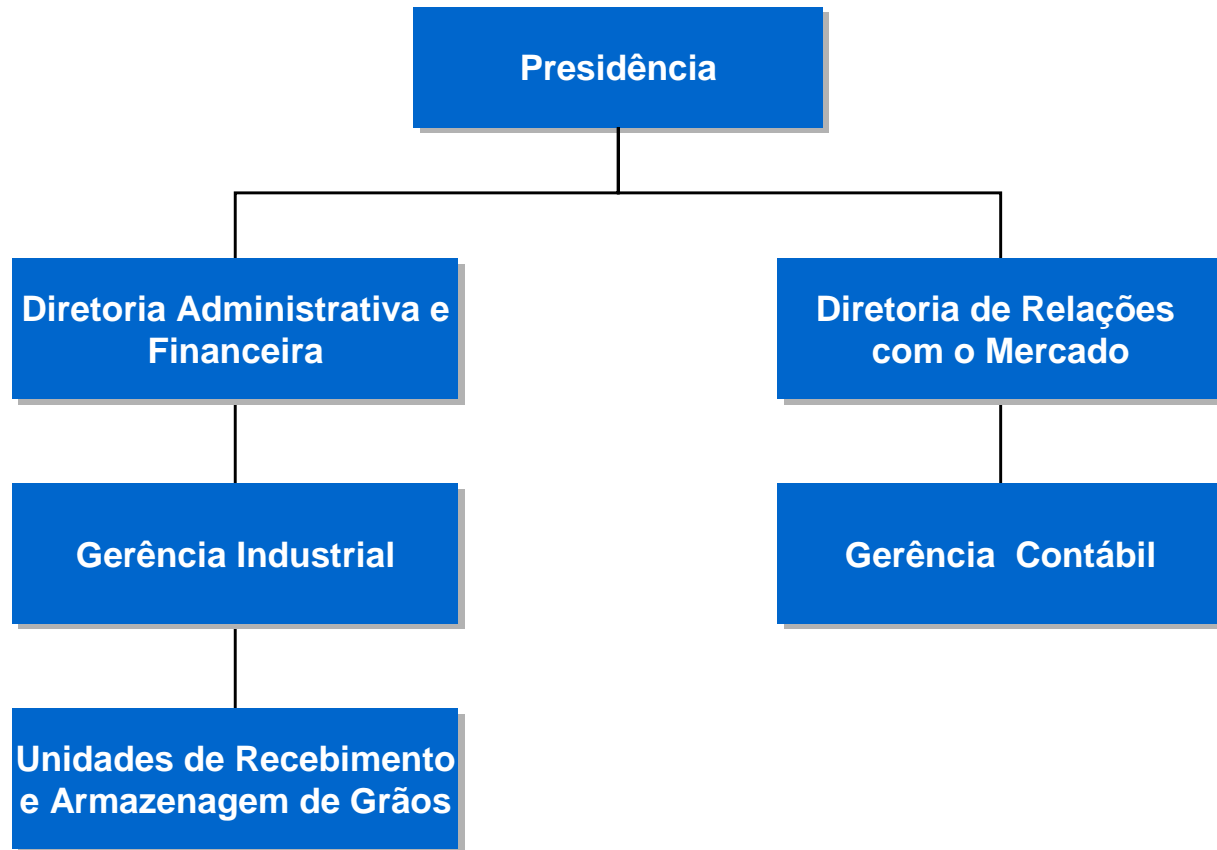 Presidência
Diretoria Administrativa e
Financeira
Diretoria de Relações
com o Mercado
Gerência Industrial
Gerência  Contábil
Unidades de Recebimento
e Armazenagem de Grãos